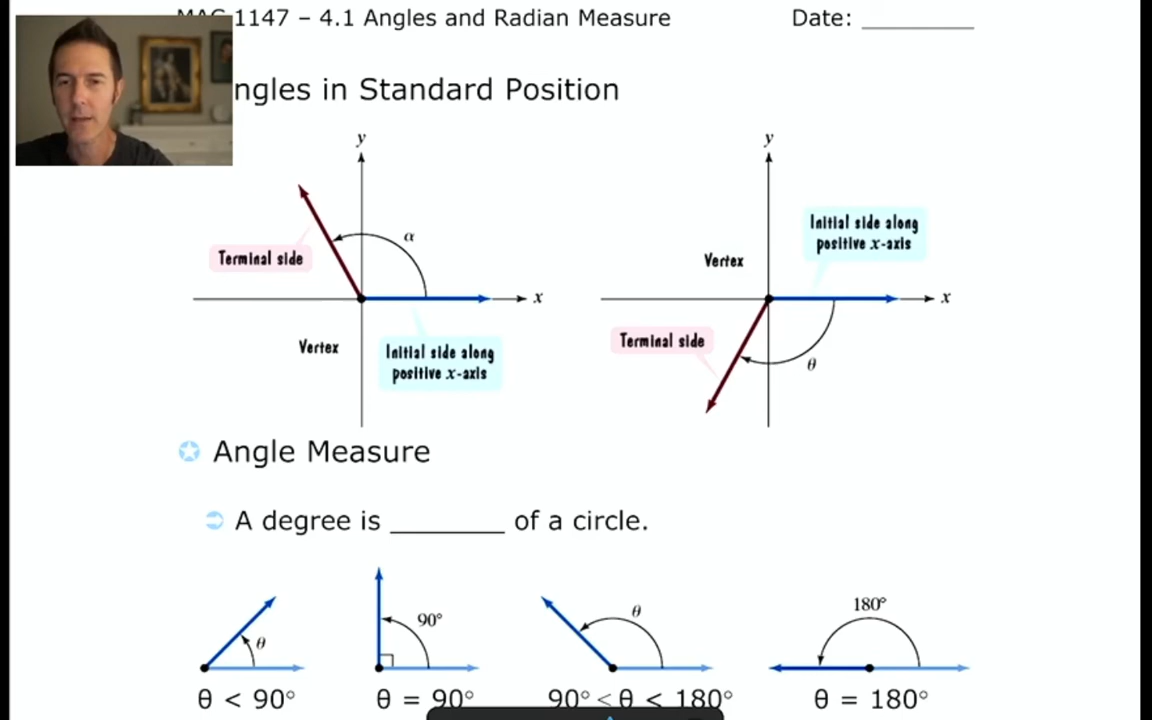 1147 – 4.1 Angles and Radian Measure Date: ________
ngles in Standard Position
y
α
Terminal side
x
Vertex
Initial side along
positive x-axis
y
Initial side along
positive x-axis
Vertex
x
Terminal side
θ
Angle Measure
A degree is ________ of a circle.
θ
90°
θ
180°
θ < 90°
θ = 90°
90° < θ < 180°
θ = 180°